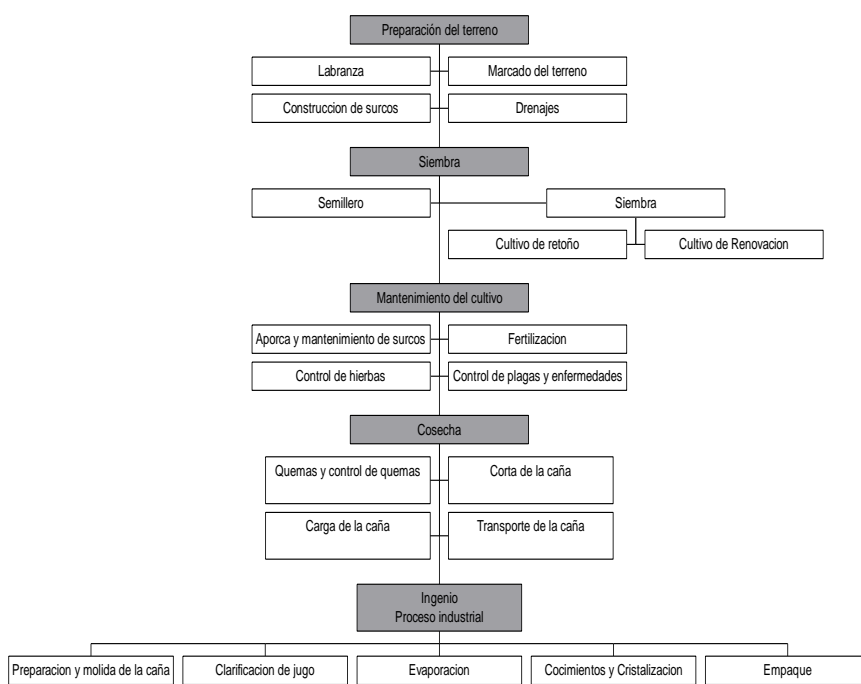 Preparación del terreno
Labranza
Marcado del terreno
Construccion de surcos
Drenajes
Siembra
Semillero
Siembra
Cultivo de retoño
Cultivo de Renovacion
Mantenimiento del cultivo
Aporca y mantenimiento de surcos
Fertilizacion
Control de hierbas
Control de plagas y enfermedades
Cosecha
Quemas y control de quemas
Corta de la caña
Carga de la caña
Transporte de la caña
Ingenio
Proceso industrial
Preparacion y molida de la caña
Clarificacion de jugo
Evaporacion
Cocimientos y Cristalizacion
Empaque